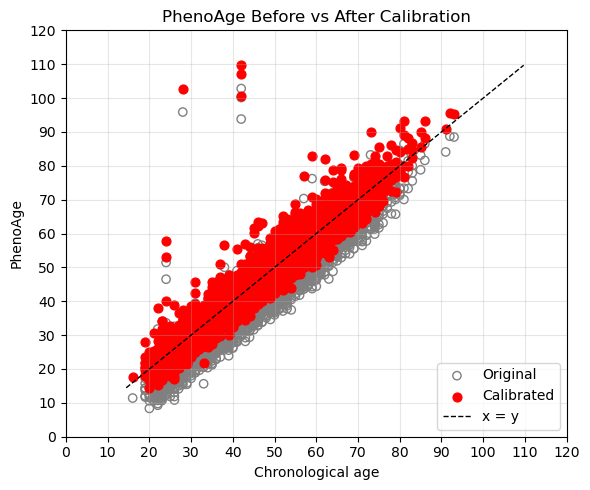 PhenoAge Before vs After Calibration
120
110
100
90
80
70
60
50
40
30
20
10
0
PhenoAge
Original
Calibrated
x = y
0 10 20 30 40 50 60 70 80 90 100 110 120
Chronological age